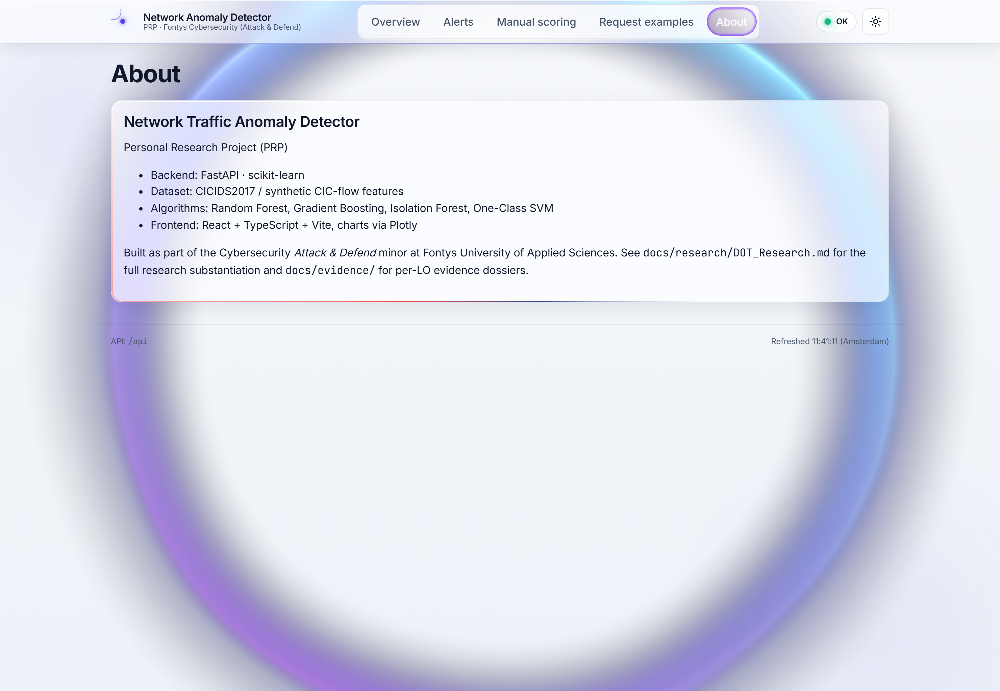 Network Anomaly Detector
PRP · Fontys Cybersecurity (Attack & Defend)
Overview
Alerts
Manual scoring
Request examples
About
OK
About
Network Traffic Anomaly Detector
Personal Research Project (PRP)
• Backend: FastAPI · scikit-learn
• Dataset: CICIDS2017 / synthetic CIC-flow features
• Algorithms: Random Forest, Gradient Boosting, Isolation Forest, One-Class SVM
• Frontend: React + TypeScript + Vite, charts via Plotly
Built as part of the Cybersecurity Attack & Defend minor at Fontys University of Applied Sciences. See docs/research/DOT_Research.md for the
full research substantiation and docs/evidence/ for per-LO evidence dossiers.
API: /api
Refreshed 11:41:11 (Amsterdam)